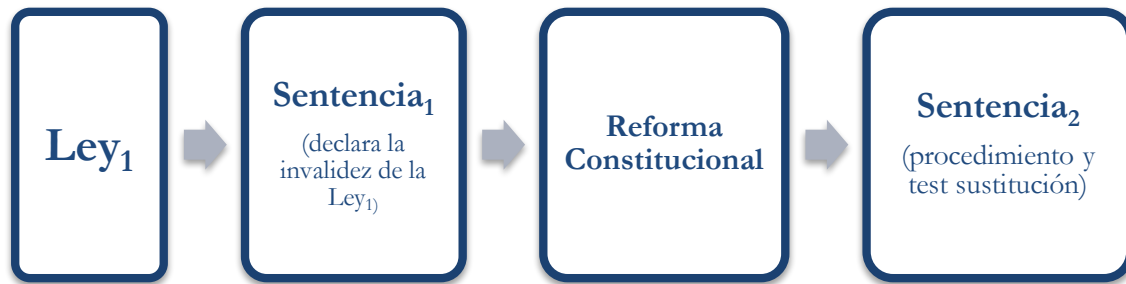 Ley₁
Sentencia₁
(declara la
invalidez de la
Ley₁₎
Reforma
Constitucional
Sentencia₂
(procedimiento y
test sustitución)